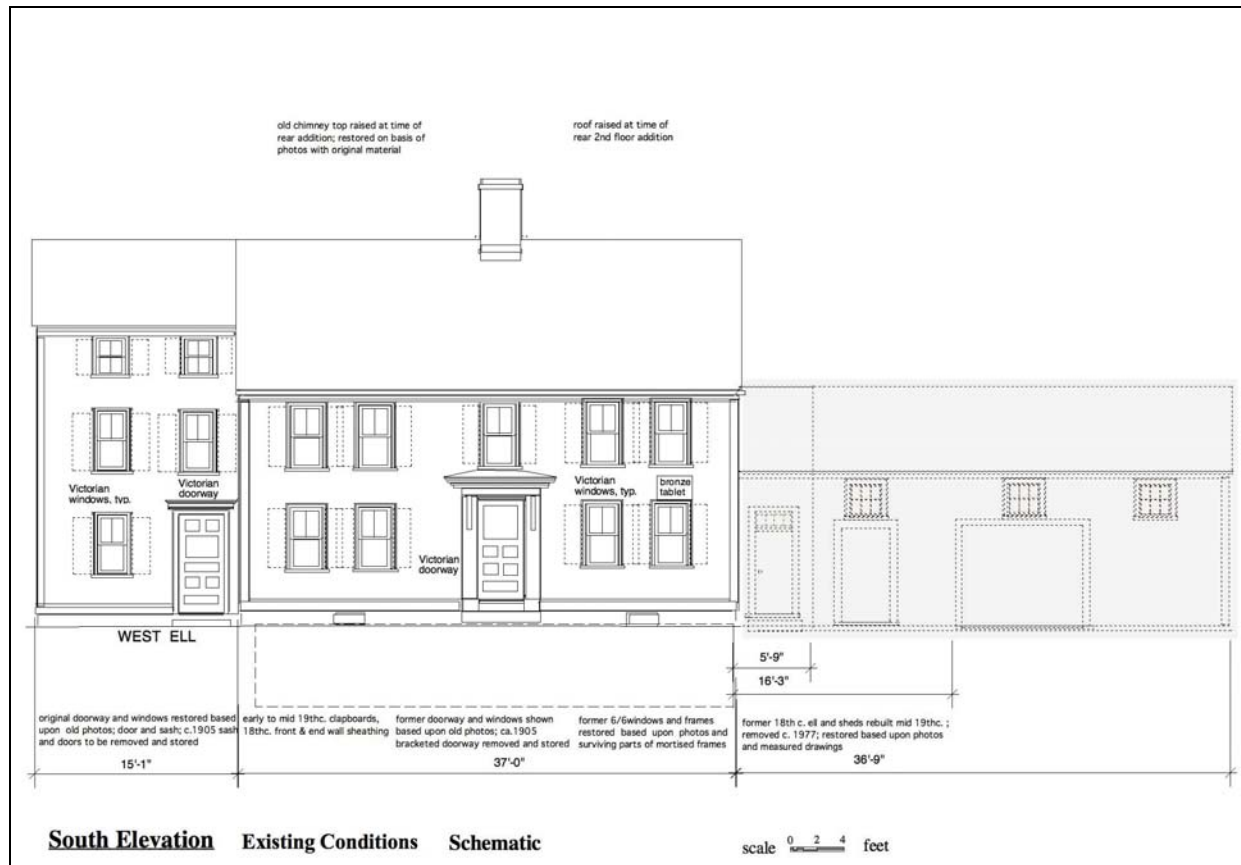 old chimney top raised at time of
rear addition; restored on basis of
photos with original material
roof raised at time of
rear 2nd floor addition
Victorian
windows, typ.
Victorian
doorway
Victorian
doorway
Victorian
windows, typ.
bronze
tablet
WEST ELL
5'-9"
16'-3"
original doorway and windows restored based
upon old photos; door and sash; c.1905 sash
and doors to be removed and stored
early to mid 19thc. clapboards,
18thc. front & end wall sheathing
former doorway and windows shown
based upon old photos; ca.1905
bracketed doorway removed and stored
former 6/6windows and frames
restored based upon photos and
surviving parts of mortised frames
former 18th c. ell and sheds rebuilt mid 19thc. ;
removed c. 1977; restored based upon photos
and measured drawings
15'-1"
37'-0"
36'-9"
South Elevation Existing Conditions Schematic
scale 0 2 4 feet